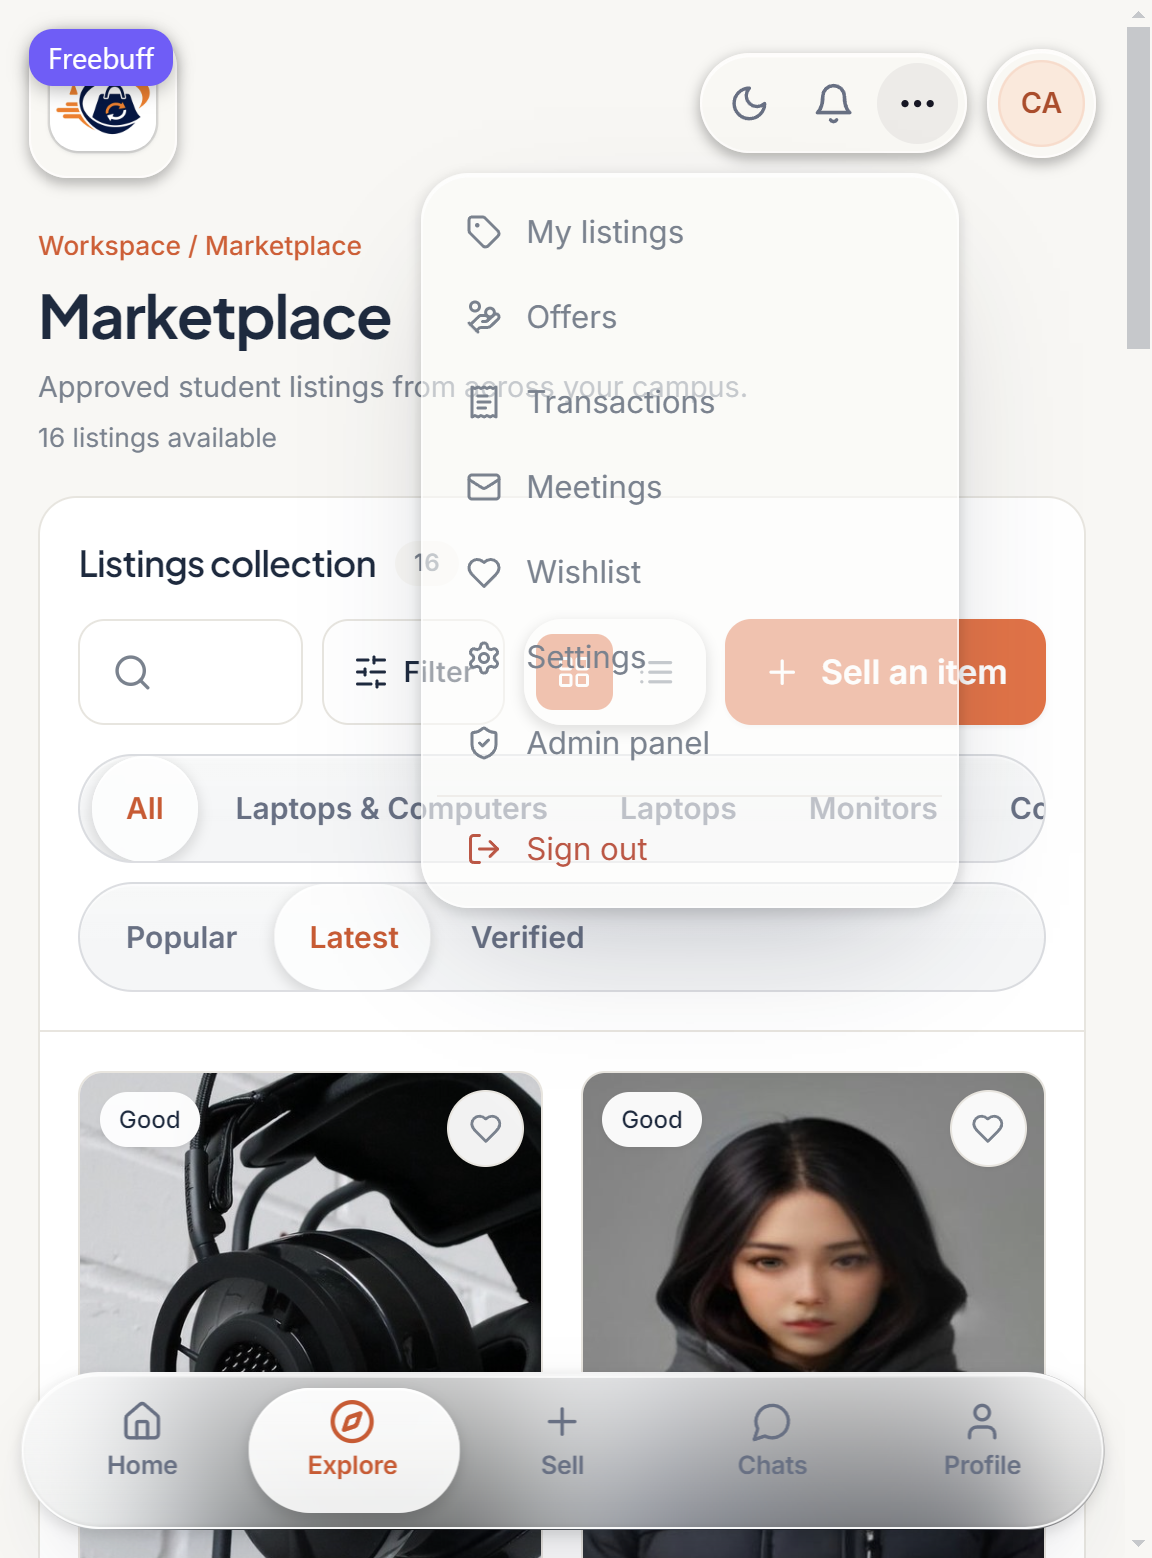 Freebuff
CA
Workspace / Marketplace
Marketplace
Approved student listings from across your campus.
16 listings available
My listings
Offers
Transactions
Meetings
Wishlist
Settings
Admin panel
Sign out
Listings collection 16
Filter
Sell an item
All Laptops & Computers Laptops Monitors Co
Popular Latest Verified
Good
Good
Home Explore Sell Chats Profile